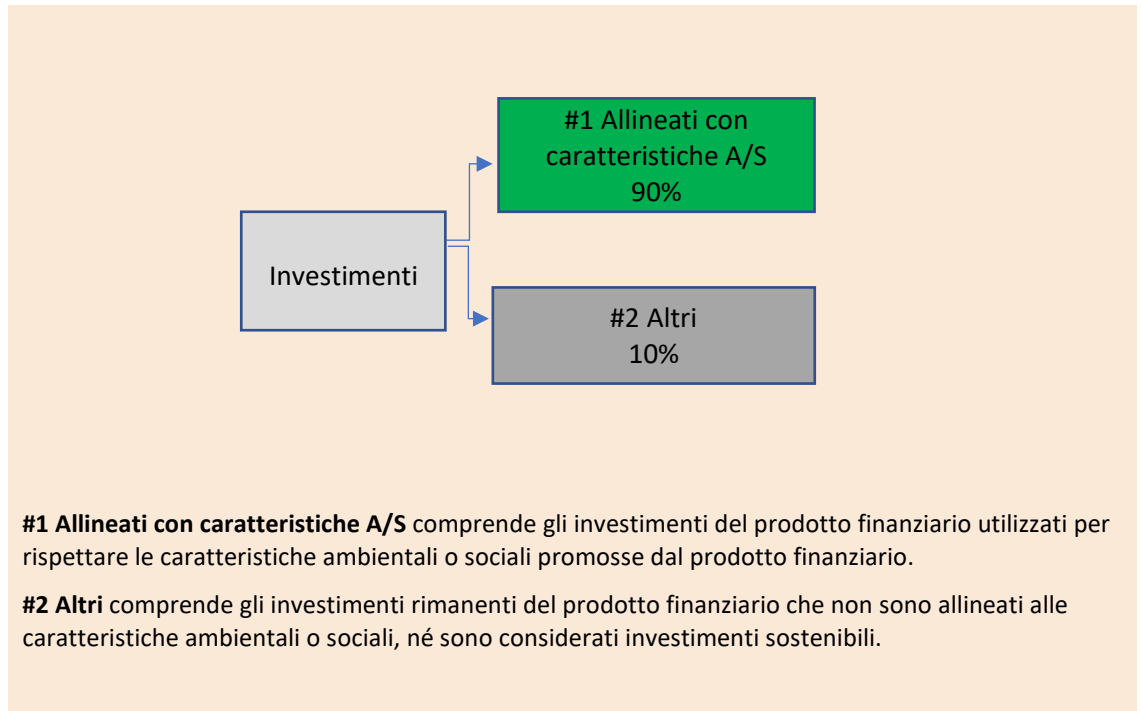 #1 Allineati con
caratteristiche A/S
90%
Investimenti
#2 Altri
10%
#1 Allineati con caratteristiche A/S comprende gli investimenti del prodotto finanziario utilizzati per
rispettare le caratteristiche ambientali o sociali promosse dal prodotto finanziario.
#2 Altri comprende gli investimenti rimanenti del prodotto finanziario che non sono allineati alle
caratteristiche ambientali o sociali, né sono considerati investimenti sostenibili.